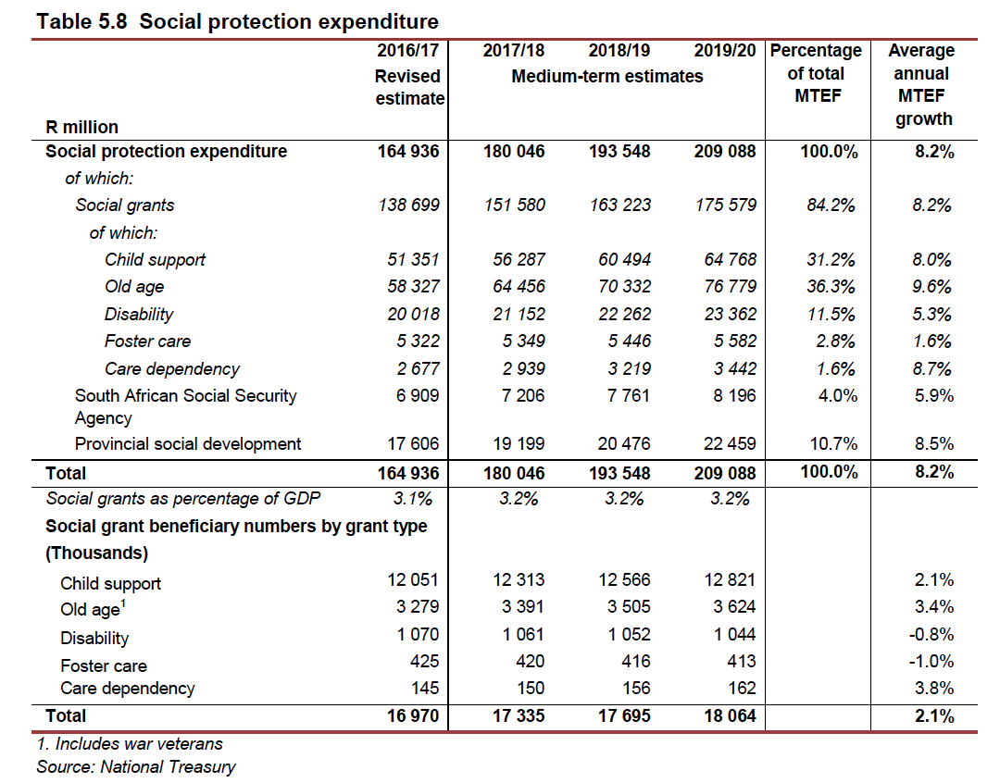 Table 5.8 Social protection expenditure
2016/17 2017/18 2018/19 2019/20 Percentage Average
Revised Medium-term estimates of total annual
estimate MTEF MTEF
growth
R million
Social protection expenditure 164 936 180 046 193 548 209 088 100.0% 8.2%
of which:
Social grants 138 699 151 580 163 223 175 579 84.2% 8.2%
of which:
Child support 51 351 56 287 60 494 64 768 31.2% 8.0%
Old age 58 327 64 456 70 332 76 779 36.3% 9.6%
Disability 20 018 21 152 22 262 23 362 11.5% 5.3%
Foster care 5 322 5 349 5 446 5 582 2.8% 1.6%
Care dependency 2 677 2 939 3 219 3 442 1.6% 8.7%
South African Social Security 6 909 7 206 7 761 8 196 4.0% 5.9%
Agency
Provincial social development 17 606 19 199 20 476 22 459 10.7% 8.5%
Total 164 936 180 046 193 548 209 088 100.0% 8.2%
Social grants as percentage of GDP 3.1% 3.2% 3.2% 3.2%
Social grant beneficiary numbers by grant type
(Thousands)
Child support 12 051 12 313 12 566 12 821 2.1%
Old age1 3 279 3 391 3 505 3 624 3.4%
Disability 1 070 1 061 1 052 1 044 -0.8%
Foster care 425 420 416 413 -1.0%
Care dependency 145 150 156 162 3.8%
Total 16 970 17 335 17 695 18 064 2.1%
1. Includes war veterans
Source: National Treasury